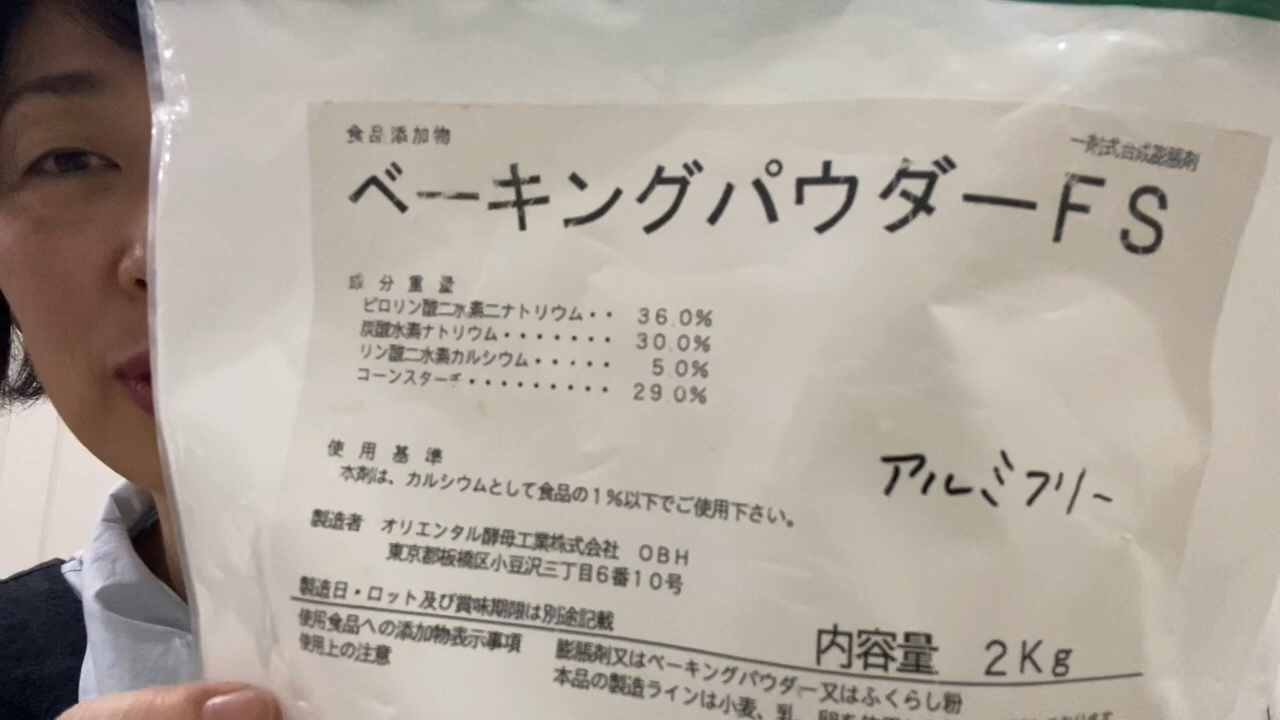 食品添加物
一剤式合成膨脹剤
ベーキングパウダーFS
成分重量
ピロリン酸二水素二ナトリウム・・ 36.0%
炭酸水素ナトリウム・・・・・・・ 30.0%
リン酸二水素カルシウム・・・・・ 5.0%
コーンスターチ・・・・・・・・・・ 29.0%
使用基準
本剤は、カルシウムとして食品の1%以下でご使用下さい。
アルミフリー
製造者 オリエンタル酵母工業株式会社 OBH
東京都板橋区小豆沢三丁目6番10号
製造日・ロット及び賞味期限は別途記載
内容量 2Kg
使用食品への添加物表示事項 膨脹剤又はベーキングパウダー又はふくらし粉
使用上の注意 本品の製造ラインは小麦、乳、卵を